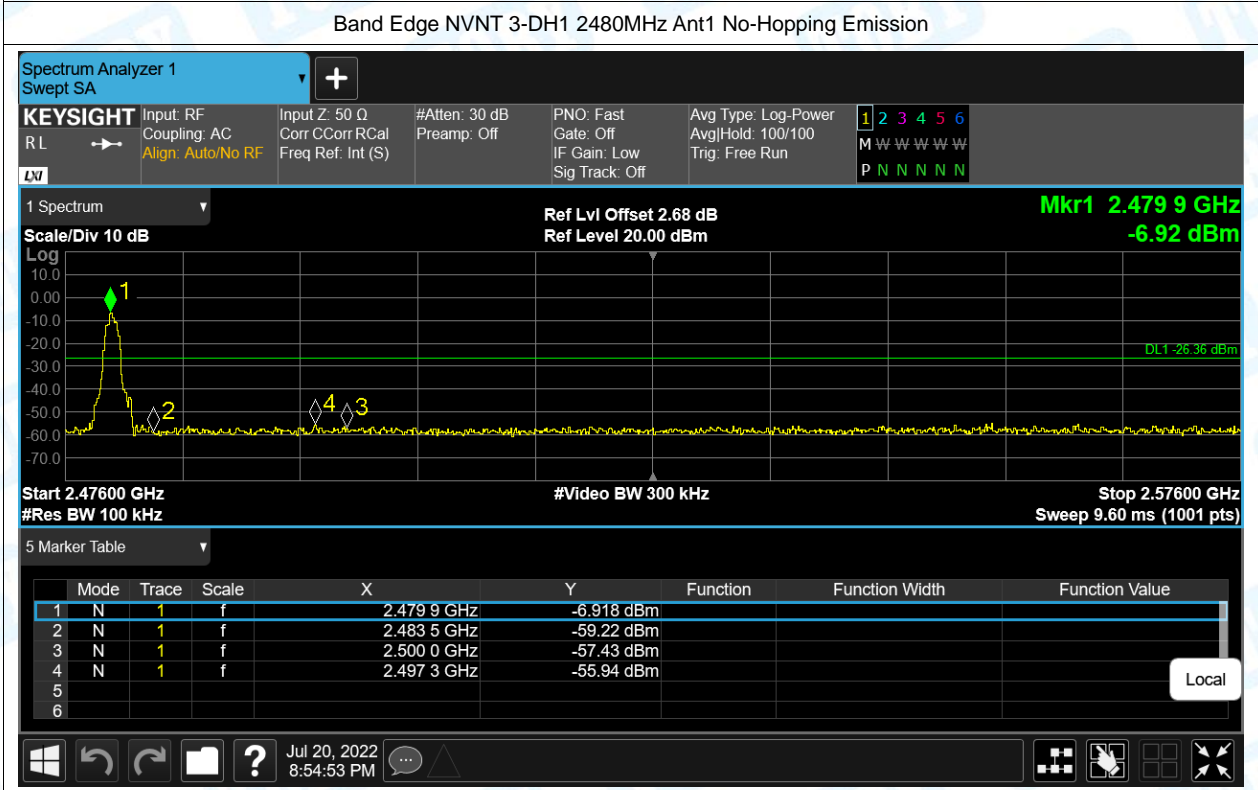 Band Edge NVNT 3-DH1 2480MHz Ant1 No-Hopping Emission
Spectrum Analyzer 1
Swept SA
+
KEYSIGHT
R L
LXI
Input: RF
Coupling: AC
Align: Auto/No RF
Input Z: 50 Ω
Corr CCorr RCal
Freq Ref: Int (S)
#Atten: 30 dB
Preamp: Off
PNO: Fast
Gate: Off
IF Gain: Low
Sig Track: Off
Avg Type: Log-Power
Avg|Hold: 100/100
Trig: Free Run
1 2 3 4 5 6
M W W W W W
P N N N N N
1 Spectrum
Scale/Div 10 dB
Ref Lvl Offset 2.68 dB
Ref Level 20.00 dBm
Mkr1 2.479 9 GHz
-6.92 dBm
Log
10.0
0.00
-10.0
-20.0
-30.0
-40.0
-50.0
-60.0
-70.0
1
2
4
3
DL1 -26.36 dBm
Start 2.47600 GHz
#Res BW 100 kHz
#Video BW 300 kHz
Stop 2.57600 GHz
Sweep 9.60 ms (1001 pts)
5 Marker Table
Mode Trace Scale X Y Function Function Width Function Value
1 N 1 f 2.479 9 GHz -6.918 dBm
2 N 1 f 2.483 5 GHz -59.22 dBm
3 N 1 f 2.500 0 GHz -57.43 dBm
4 N 1 f 2.497 3 GHz -55.94 dBm
5
6
Local
?
Jul 20, 2022
8:54:53 PM